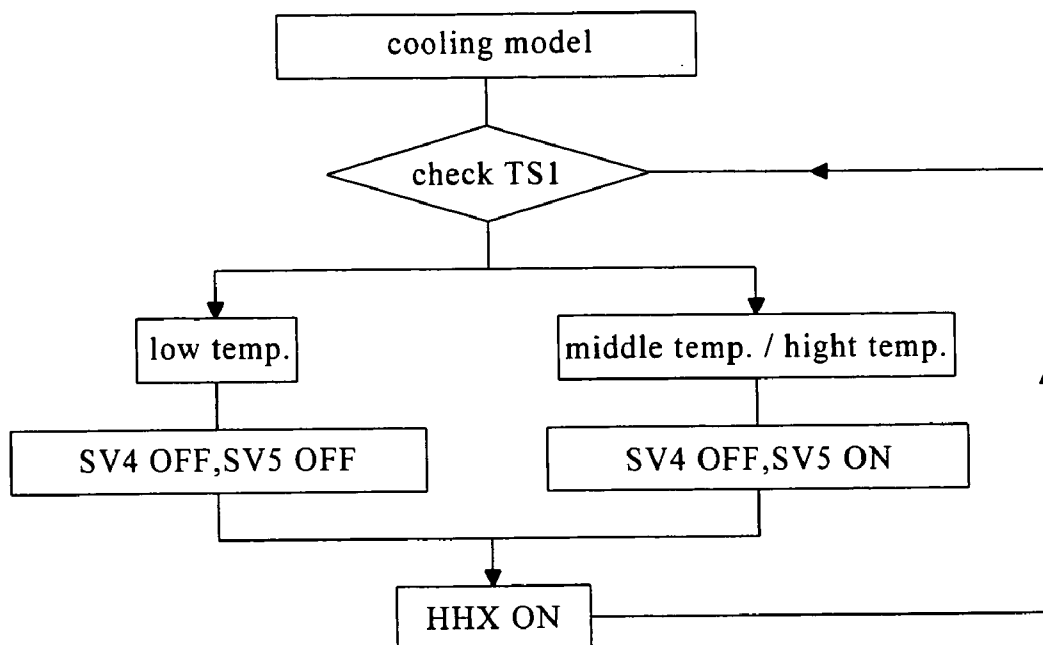 cooling model
check TS1
low temp.
middle temp. / hight temp.
SV4 OFF,SV5 OFF
SV4 OFF,SV5 ON
HHX ON